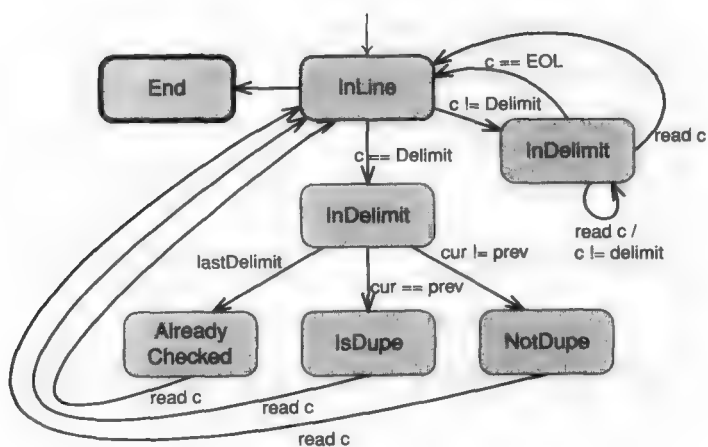 c == EOL
End
InLine
c != Delimit
read c
InDelimit
c == Delimit
InDelimit
read c /
c != delimit
lastDelimit
cur != prev
cur == prev
Already
Checked
IsDupe
NotDupe
read c
read c
read c